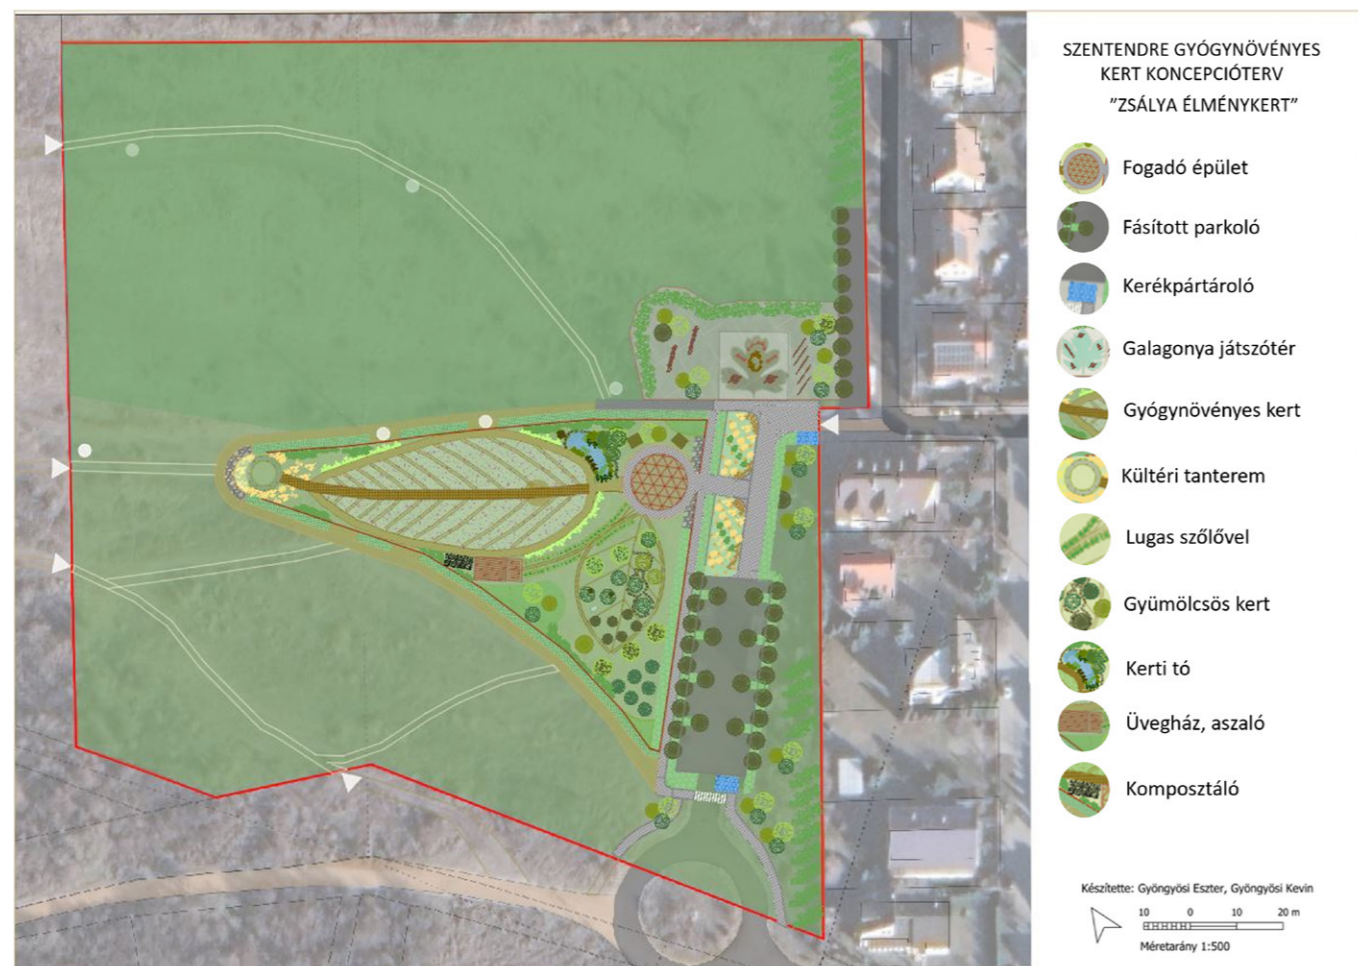 SZENTENDRE GYÓGYNÖVÉNYES
KERT KONCEPCIÓTERV
”ZSÁLYA ÉLMÉNYKERT”
Fogadó épület
Fásított parkoló
Kerékpártároló
Galagonya játszótér
Gyógynövényes kert
Kültéri tanterem
Lugas szőlővel
Gyümölcsös kert
Kerti tó
Üvegház, aszaló
Komposztáló
Készítette: Gyöngyösi Eszter, Gyöngyösi Kevin
10 0 10 20 m
Méretarány 1:500